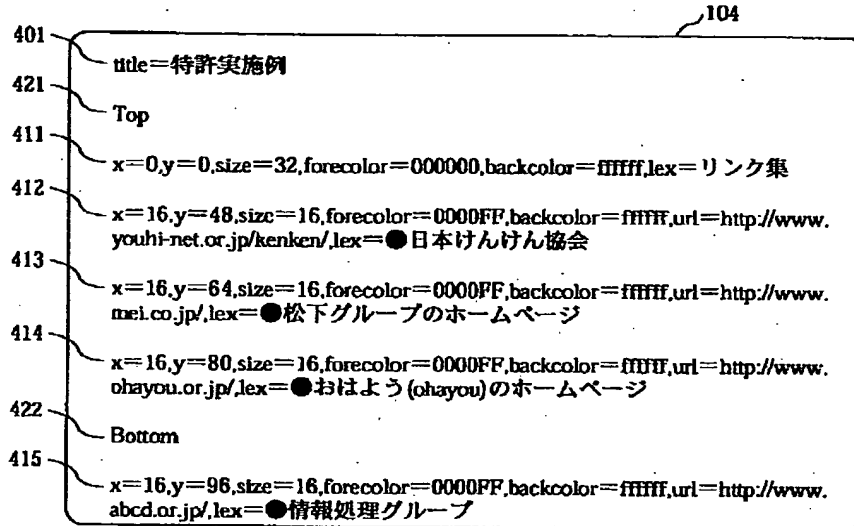 104
401
title=特許実施例
421
Top
411
x=0,y=0,size=32,forecolor=000000,backcolor=ffffff,lex=リンク集
412
x=16,y=48,size=16,forecolor=0000FF,backcolor=ffffff,url=http://www.
youhi-net.or.jp/kenken/,lex=●日本けんけん協会
413
x=16,y=64,size=16,forecolor=0000FF,backcolor=ffffff,url=http://www.
mei.co.jp/,lex=●松下グループのホームページ
414
x=16,y=80,size=16,forecolor=0000FF,backcolor=ffffff,url=http://www.
ohayou.or.jp/,lex=●おはよう(ohayou)のホームページ
422
Bottom
415
x=16,y=96,size=16,forecolor=0000FF,backcolor=ffffff,url=http://www.
abcd.or.jp/,lex=●情報処理グループ